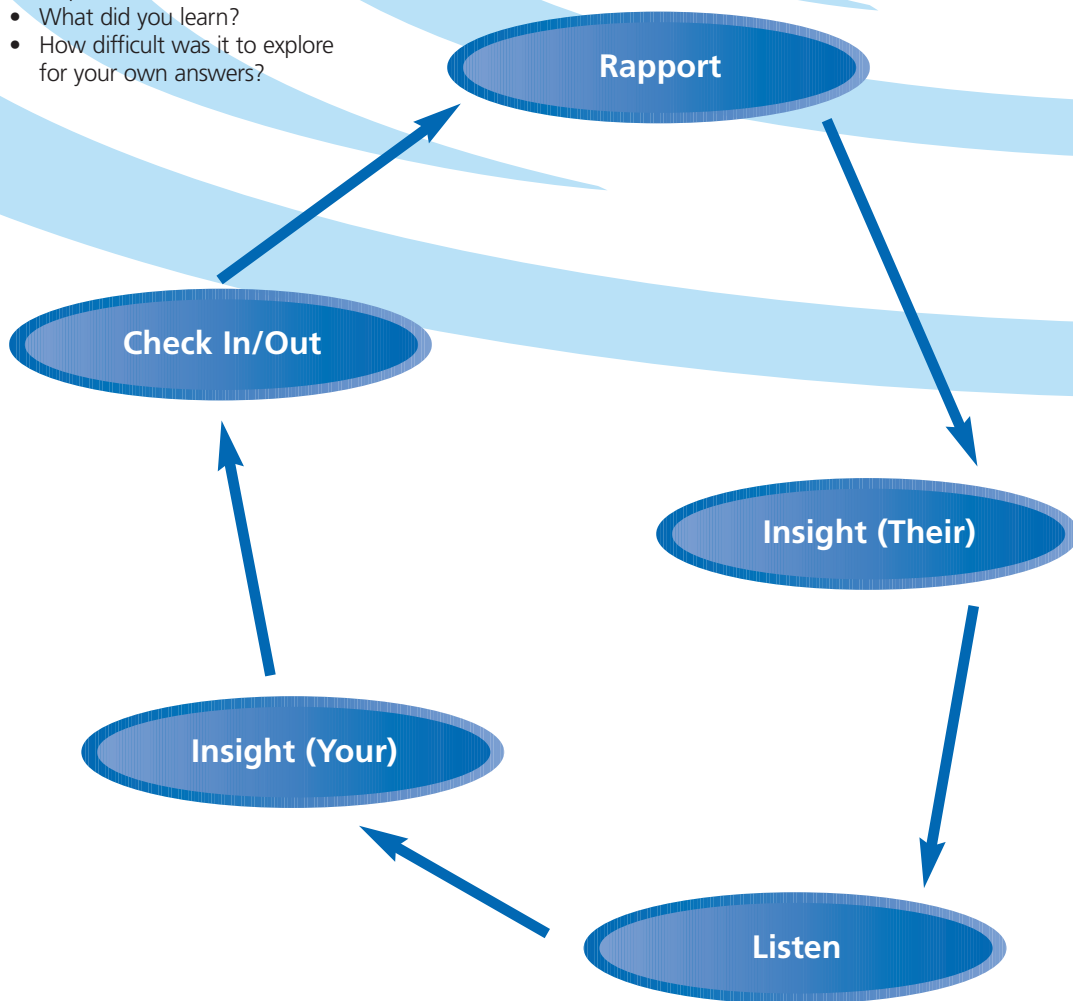 • What did you learn?
• How difficult was it to explore
for your own answers?
Rapport
Check In/Out
Insight (Their)
Insight (Your)
Listen